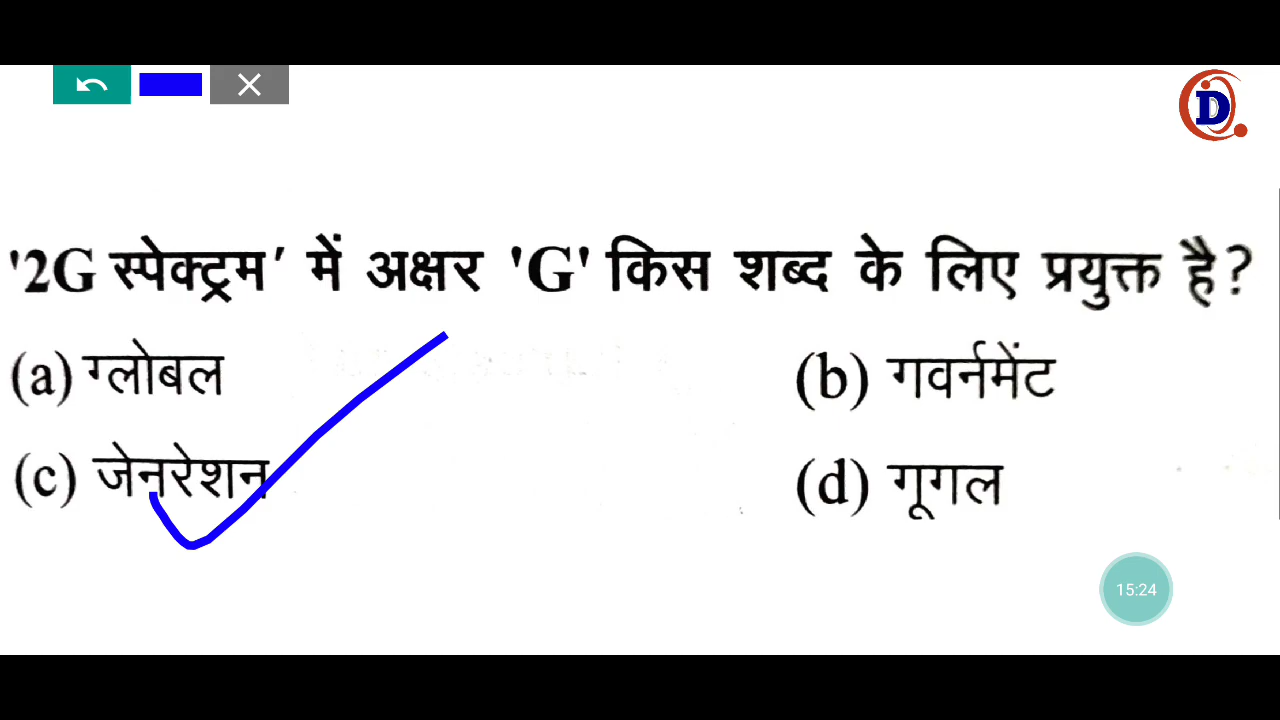 D
'2G स्पेक्ट्रम' में अक्षर 'G' किस शब्द के लिए प्रयुक्त है?
(a) ग्लोबल (b) गवर्नमेंट
(c) जेनरेशन (d) गूगल
15:24